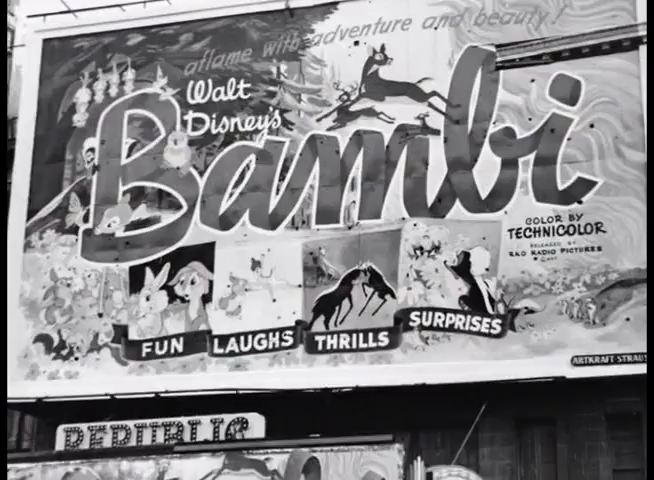 aflame with adventure and beauty!
Walt
Disney's
Bambi
COLOR BY
TECHNICOLOR
RELEASED BY
RKO RADIO PICTURES
FUN LAUGHS THRILLS SURPRISES
ARTKRAFT STRAUS
REPUBLIC